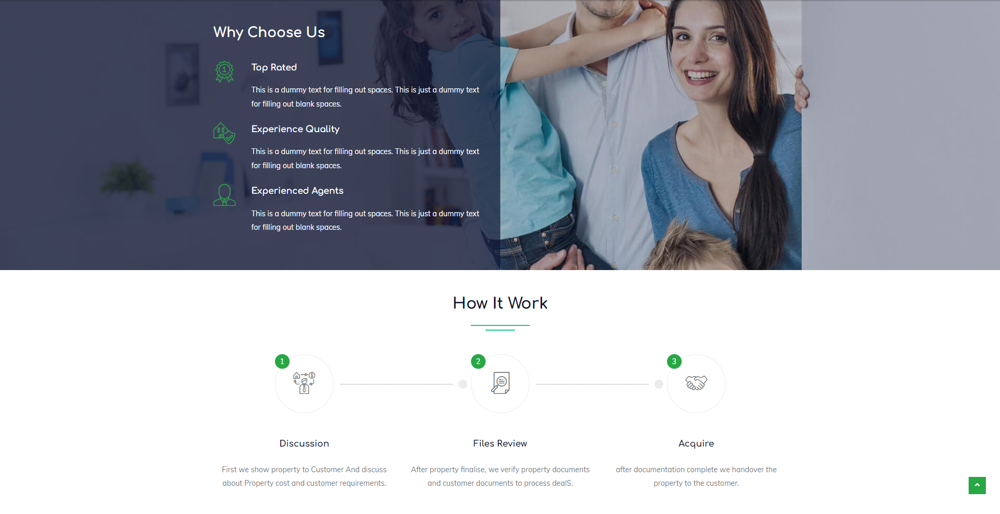 Why Choose Us
1
Top Rated
This is a dummy text for filling out spaces. This is just a dummy text
for filling out blank spaces.
Experience Quality
This is a dummy text for filling out spaces. This is just a dummy text
for filling out blank spaces.
Experienced Agents
This is a dummy text for filling out spaces. This is just a dummy text
for filling out blank spaces.
How It Work
1
$
2
3
Discussion
First we show property to Customer And discuss
about Property cost and customer requirements.
Files Review
After property finalise, we verify property documents
and customer documents to process dealS.
Acquire
after documentation complete we handover the
property to the customer.